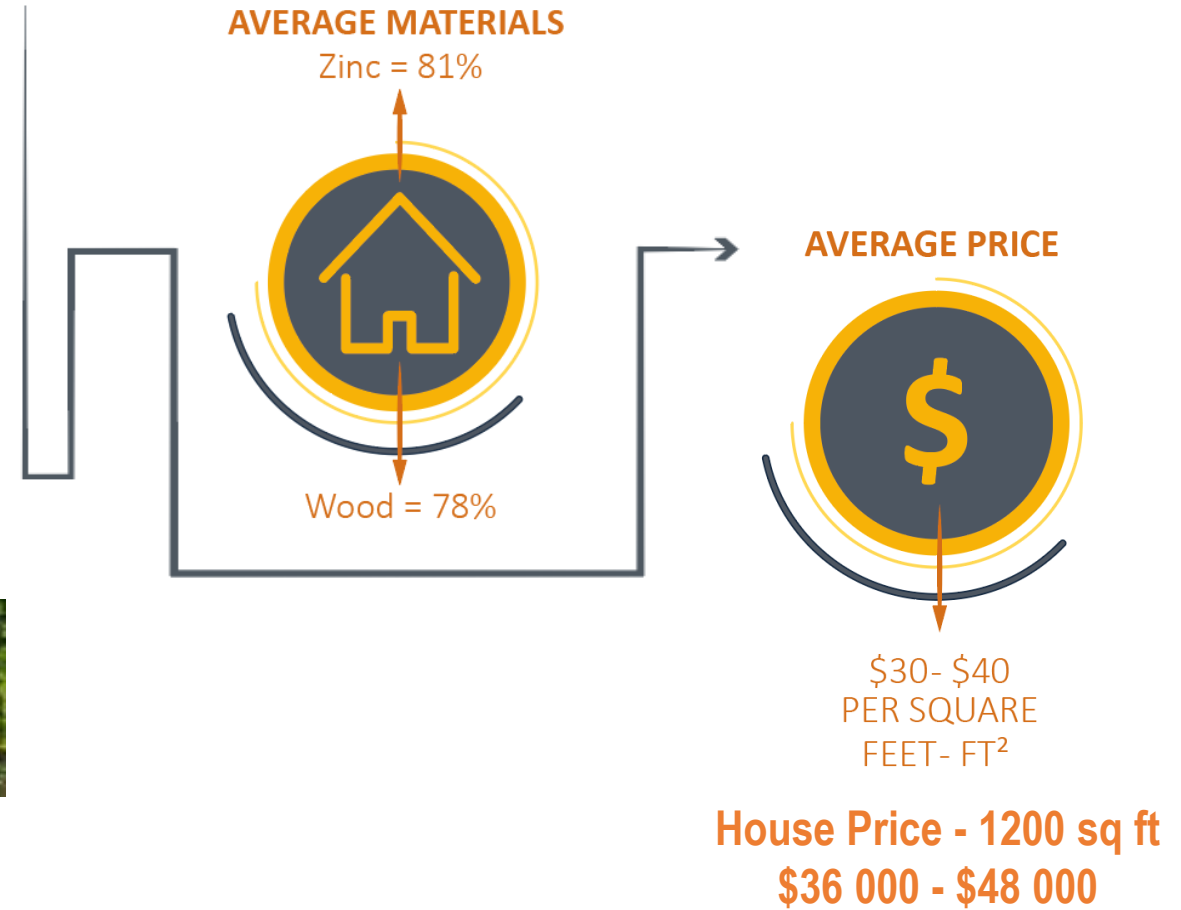 AVERAGE MATERIALS
Zinc = 81%
Wood = 78%
AVERAGE PRICE
$
$30- $40
PER SQUARE
FEET- FT²
House Price - 1200 sq ft
$36 000 - $48 000